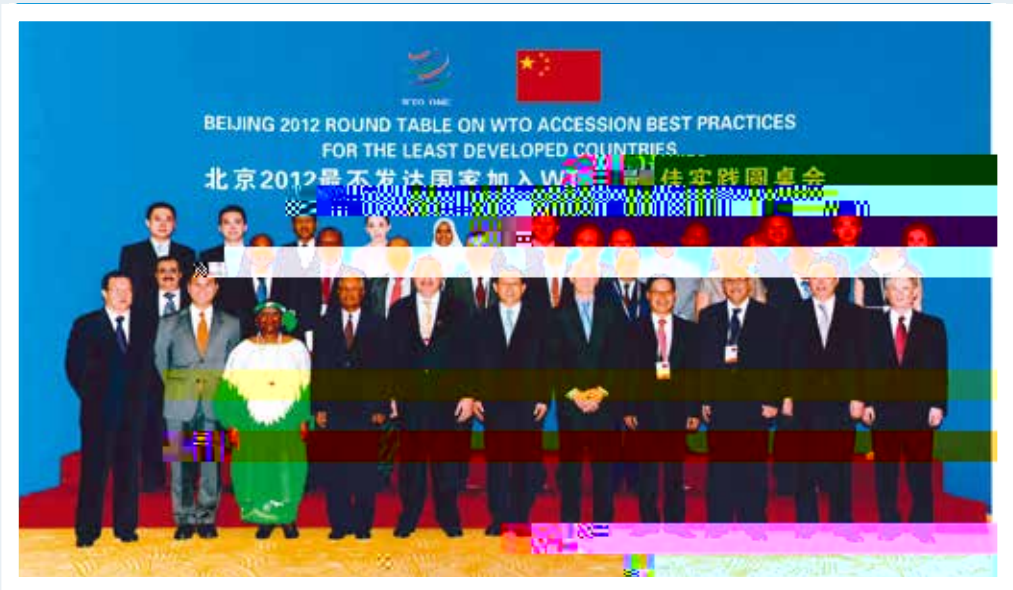 WTO OMC
BEIJING 2012 ROUND TABLE ON WTO ACCESSION BEST PRACTICES
FOR THE LEAST DEVELOPED COUNTRIES
北京2012最不发达国家加入 佳实践圆桌会